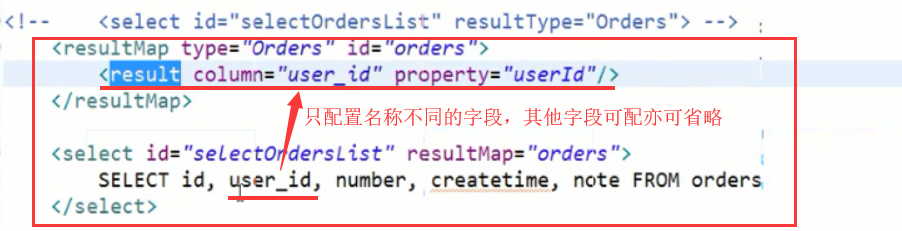 <!-- <select id="selectOrdersList" resultType="Orders"> -->
<resultMap type="Orders" id="orders">
<result column="user_id" property="userId"/>
</resultMap>
只配置名称不同的字段，其他字段可配亦可省略
<select id="selectOrdersList" resultMap="orders">
SELECT id, user_id, number, createtime, note FROM orders
</select>